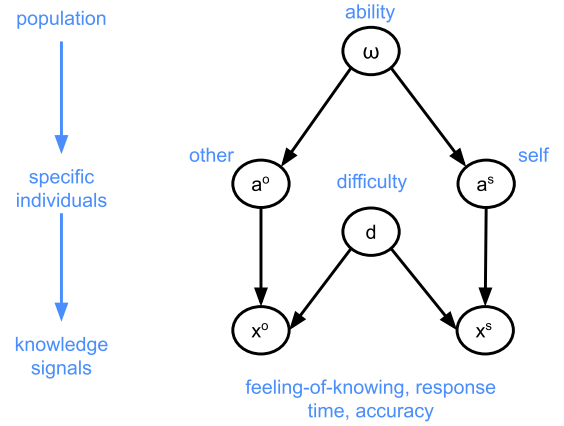 population
ability
ω
other
self
specific
individuals
difficulty
aᵒ
aˢ
d
xᵒ
xˢ
knowledge
signals
feeling-of-knowing, response
time, accuracy